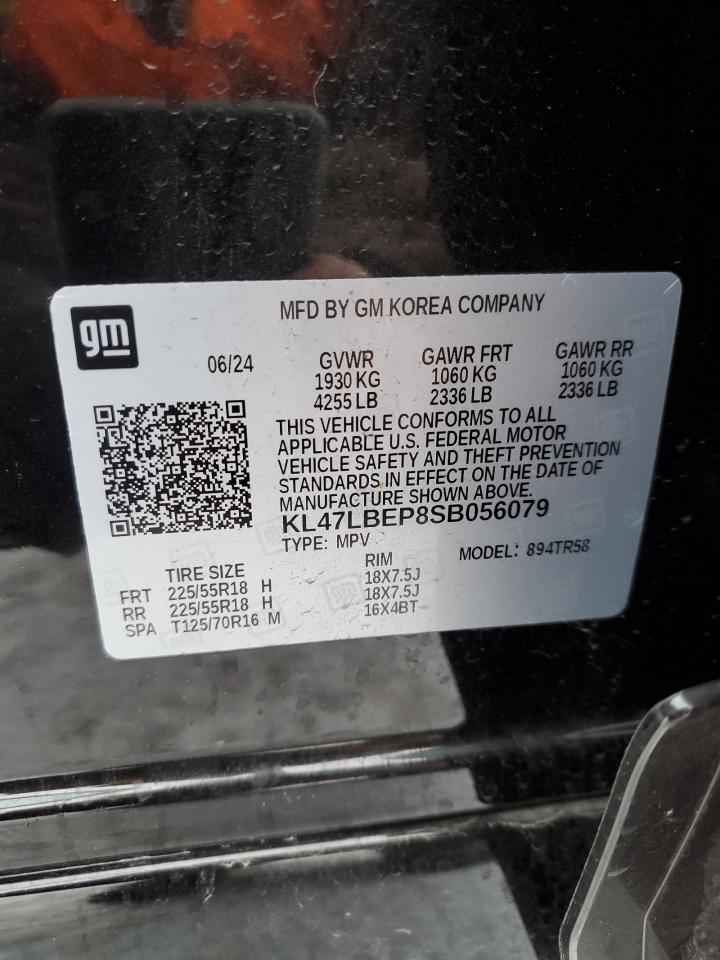 MFD BY GM KOREA COMPANY
gm
06/24
GVWR GAWR FRT GAWR RR
1930 KG 1060 KG 1060 KG
4255 LB 2336 LB 2336 LB
THIS VEHICLE CONFORMS TO ALL
APPLICABLE U.S. FEDERAL MOTOR
VEHICLE SAFETY AND THEFT PREVENTION
STANDARDS IN EFFECT ON THE DATE OF
MANUFACTURE SHOWN ABOVE.
KL47LBEP8SB056079
TYPE: MPV MODEL: 894TR58
TIRE SIZE RIM
FRT 225/55R18 H 18X7.5J
RR 225/55R18 H 18X7.5J
SPA T125/70R16 M 16X4BT